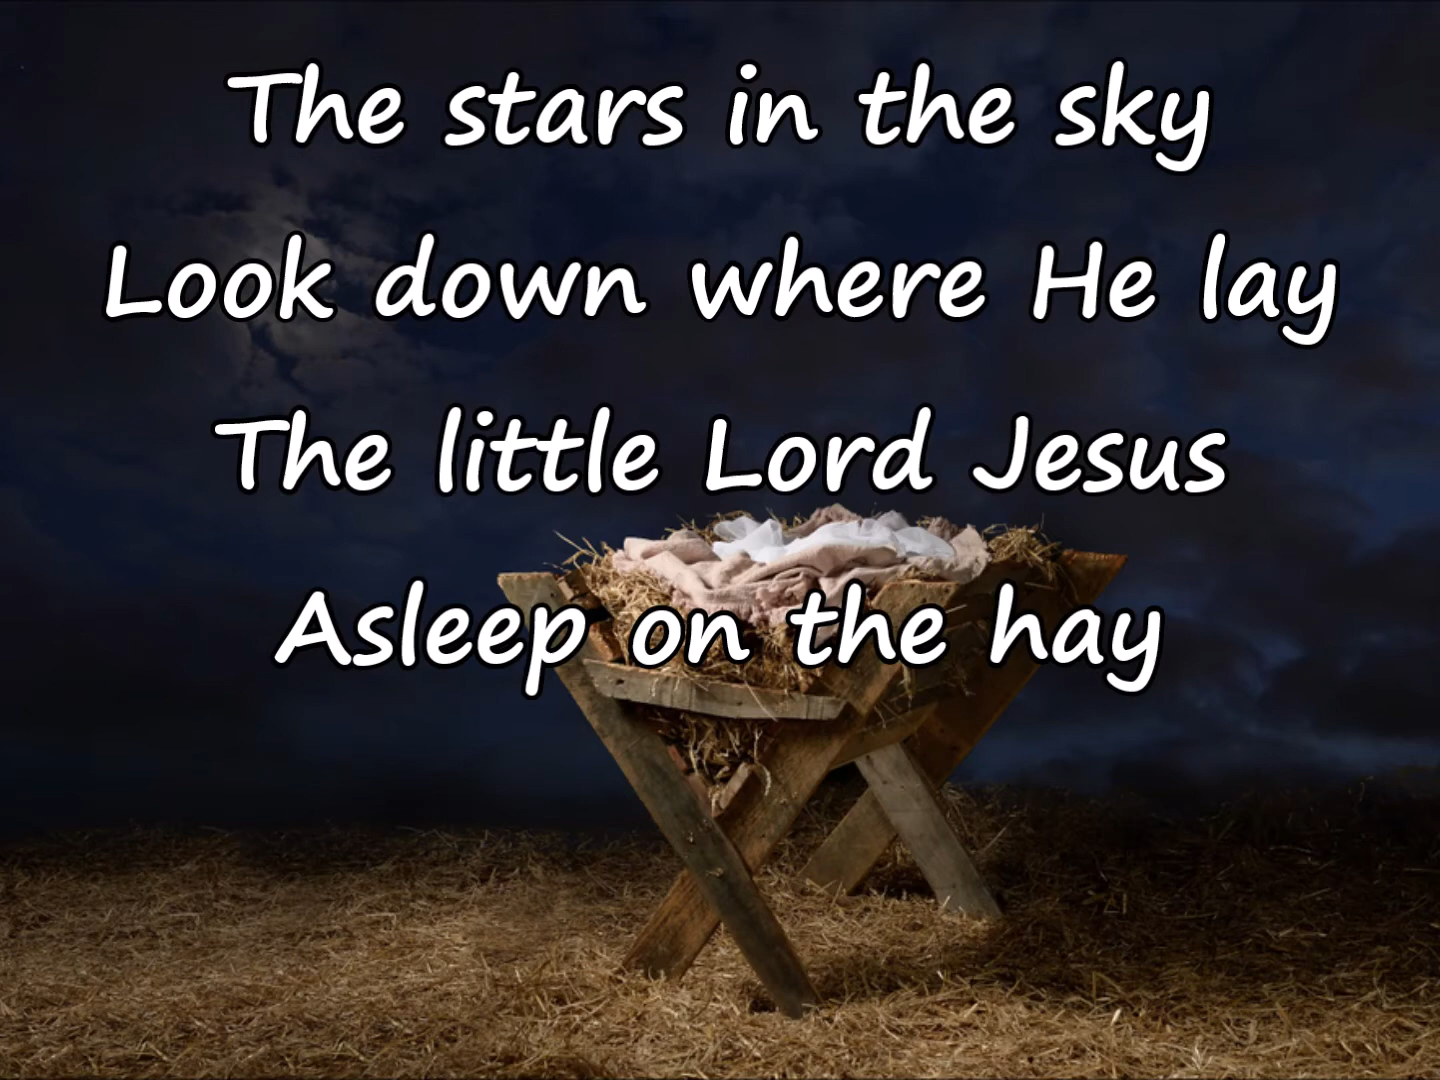 The stars in the sky
Look down where He lay
The little Lord Jesus
Asleep on the hay